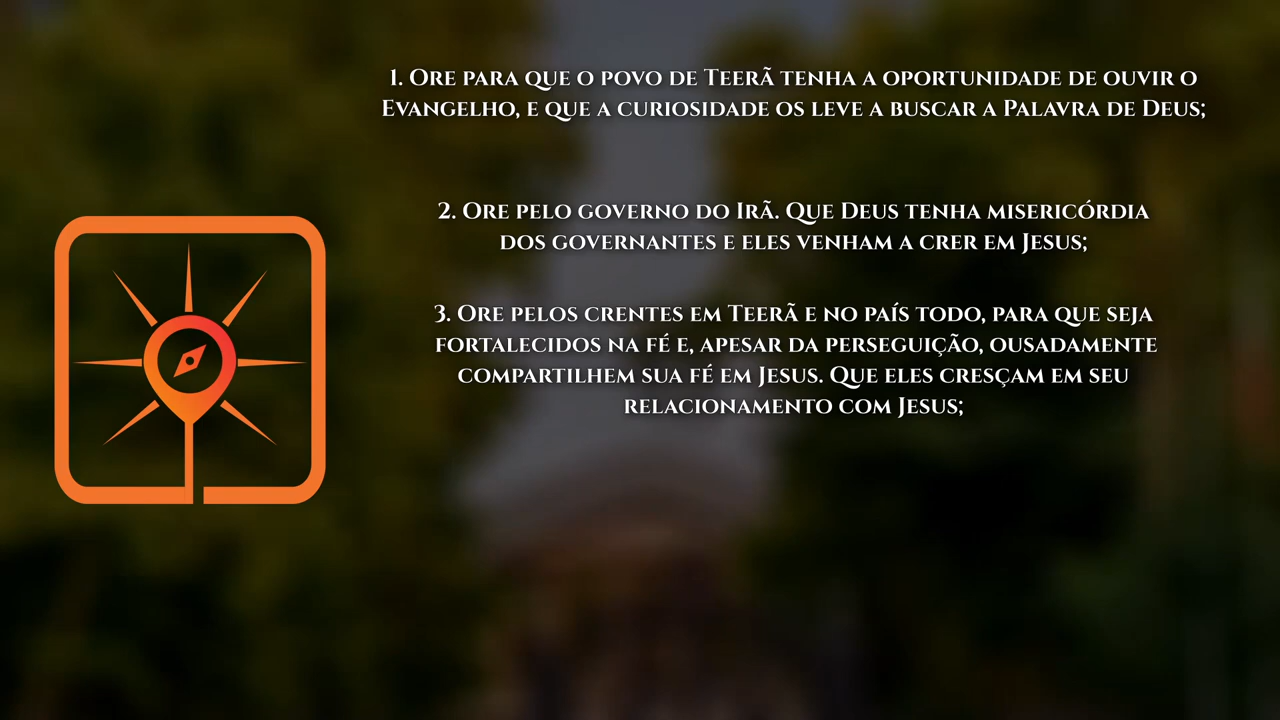 1. Ore para que o povo de Teerã tenha a oportunidade de ouvir o
Evangelho, e que a curiosidade os leve a buscar a Palavra de Deus;
2. Ore pelo governo do Irã. Que Deus tenha misericórdia
dos governantes e eles venham a crer em Jesus;
3. Ore pelos crentes em Teerã e no país todo, para que seja
fortalecidos na fé e, apesar da perseguição, ousadamente
compartilhem sua fé em Jesus. Que eles cresçam em seu
relacionamento com Jesus;